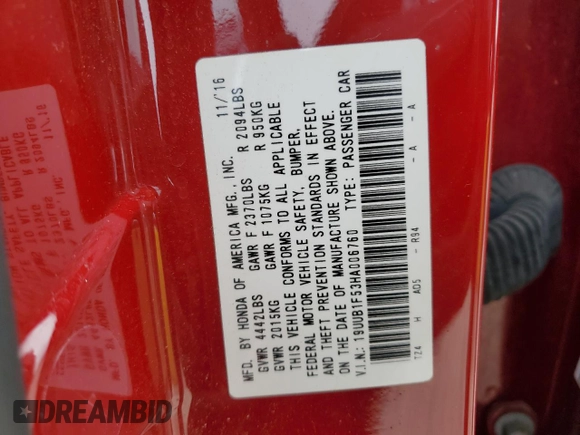 MFD. BY HONDA OF AMERICA MFG., INC. 11/'16
GVWR 4442LBS GAWR F 2370LBS R 2094LBS
GVWR 2015KG GAWR F 1075KG R 950KG
THIS VEHICLE CONFORMS TO ALL APPLICABLE
FEDERAL MOTOR VEHICLE SAFETY, BUMPER,
AND THEFT PREVENTION STANDARDS IN EFFECT
ON THE DATE OF MANUFACTURE SHOWN ABOVE.
V.I.N.: 19UUB1F53HA006760 TYPE: PASSENGER CAR
TZ4 H A05 - R94 - A - A
DREAMBID